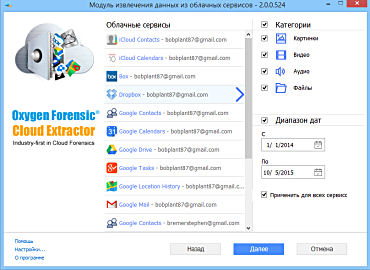 Модуль извлечения данных из облачных сервисов - 2.0.0.524
Oxygen Forensic®
Cloud Extractor
Industry-first in Cloud Forensics
Облачные сервисы
iCloud Contacts - bobplant87@gmail.com
iCloud Calendars - bobplant87@gmail.com
Box - bobplant87@gmail.com
Dropbox - bobplant87@gmail.com
Google Contacts - bobplant87@gmail.com
Google Calendars - bobplant87@gmail.com
Google Drive - bobplant87@gmail.com
Google Tasks - bobplant87@gmail.com
Google Location History - bobplant87@gmail.c
Google Mail - bobplant87@gmail.com
Google Contacts - bremerstephen@gmail.com
Категории
Картинки
Видео
Аудио
Файлы
Диапазон дат
С
1/ 1/2014
По
10/ 5/2015
Применить для всех сервисс
Помощь
Настройки...
О программе
Назад
Далее
Отмена